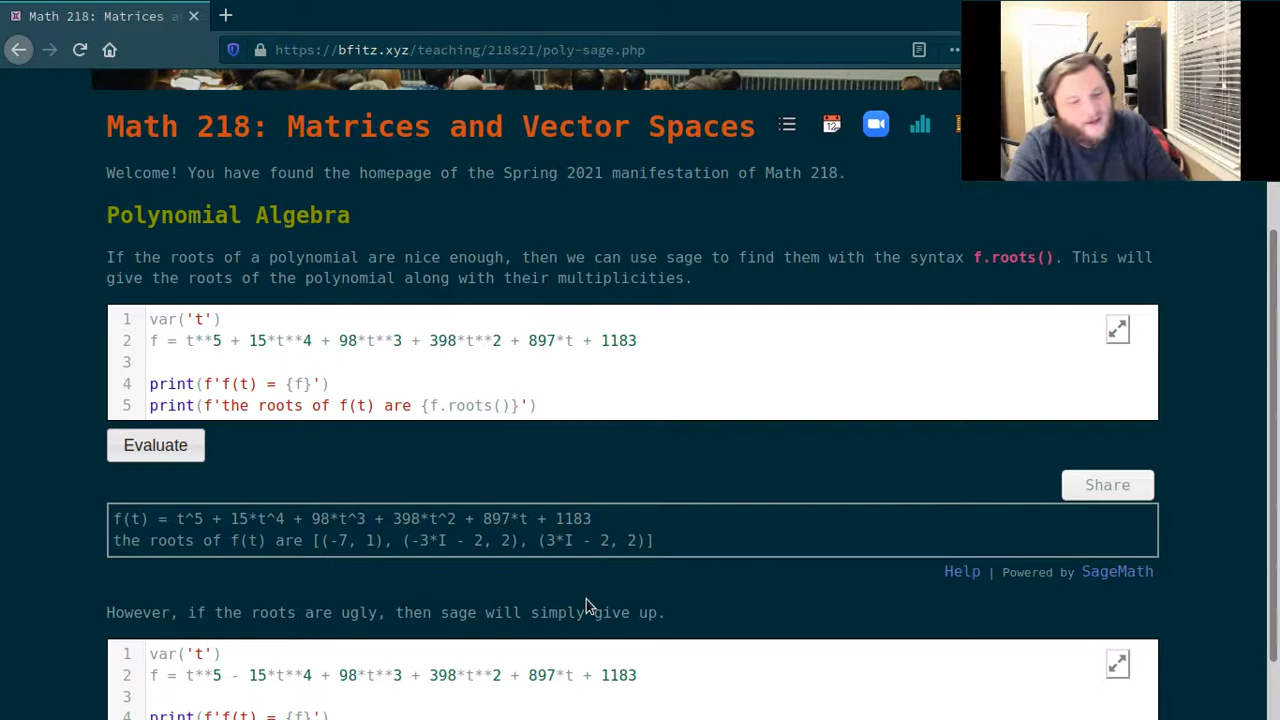 Math 218: Matrices a
https://bfitz.xyz/teaching/218s21/poly-sage.php
Math 218: Matrices and Vector Spaces
12
Welcome! You have found the homepage of the Spring 2021 manifestation of Math 218.
Polynomial Algebra
If the roots of a polynomial are nice enough, then we can use sage to find them with the syntax f.roots(). This will
give the roots of the polynomial along with their multiplicities.
1 var('t')
2 f = t**5 + 15*t**4 + 98*t**3 + 398*t**2 + 897*t + 1183
3
4 print(f'f(t) = {f}')
5 print(f'the roots of f(t) are {f.roots()}')
Evaluate
Share
f(t) = t^5 + 15*t^4 + 98*t^3 + 398*t^2 + 897*t + 1183
the roots of f(t) are [(-7, 1), (-3*I - 2, 2), (3*I - 2, 2)]
Help | Powered by SageMath
However, if the roots are ugly, then sage will simply give up.
1 var('t')
2 f = t**5 - 15*t**4 + 98*t**3 + 398*t**2 + 897*t + 1183
3
4 print(f'f(t) = {f}')